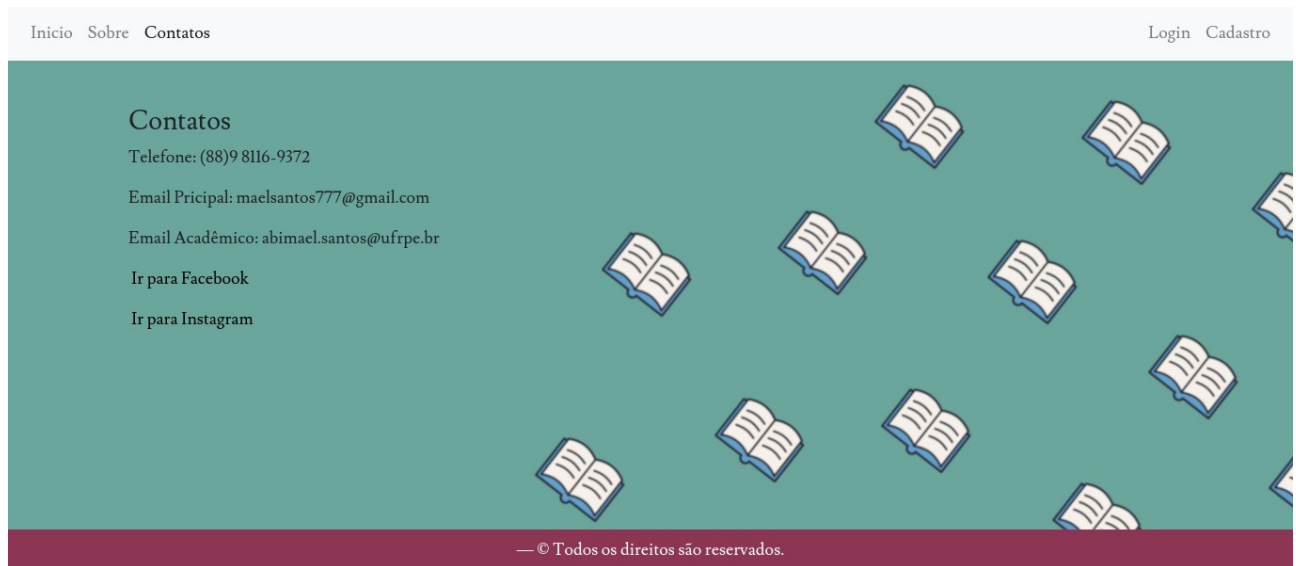 Inicio Sobre Contatos Login Cadastro
Contatos
Telefone: (88)9 8116-9372
Email Pricipal: maelsantos777@gmail.com
Email Acadêmico: abimael.santos@ufrpe.br
Ir para Facebook
Ir para Instagram
— © Todos os direitos são reservados.